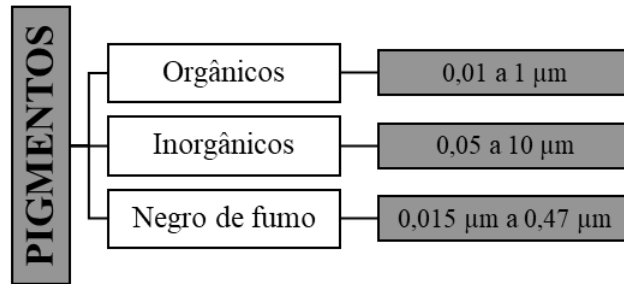 PIGMENTOS
Orgânicos
0,01 a 1 μm
Inorgânicos
0,05 a 10 μm
Negro de fumo
0,015 μm a 0,47 μm